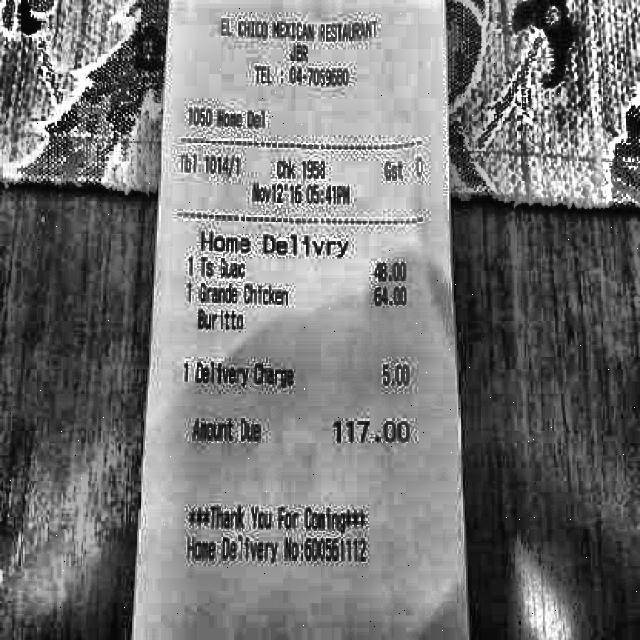 EL CHICO MEXICAN RESTAURANT
JBR
TEL : 04-7069600
1050 Home Del
Tbl 1014/1 Chk 1958 Gst 0
Nov12'16 05:41PM
Home Delivry
1 Ts Guac 48.00
1 Grande Chicken 64.00
Buritto
1 Delivery Charge 5.00
Amount Due 117.00
***Thank You For Coming***
Home Delivery No:600561112